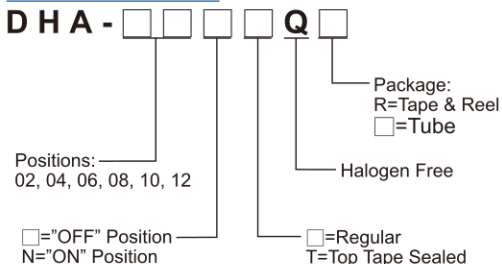 DHA-□□□□Q□
Package:
R=Tape & Reel
□=Tube
Positions:
02, 04, 06, 08, 10, 12
Halogen Free
□="OFF" Position
N="ON" Position
□=Regular
T=Top Tape Sealed